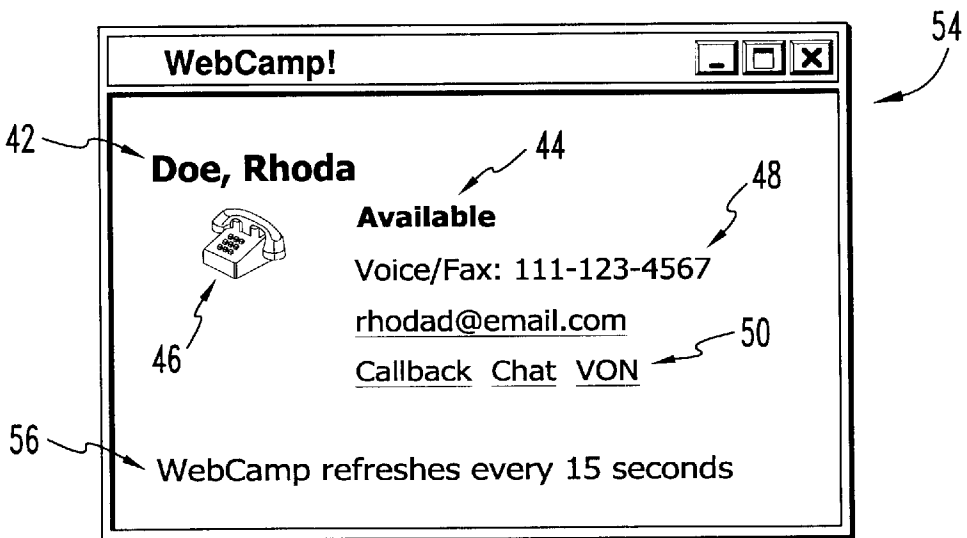 54
WebCamp!
42
Doe, Rhoda
44
Available
48
Voice/Fax: 111-123-4567
rhodad@email.com
46
50
Callback Chat VON
56
WebCamp refreshes every 15 seconds